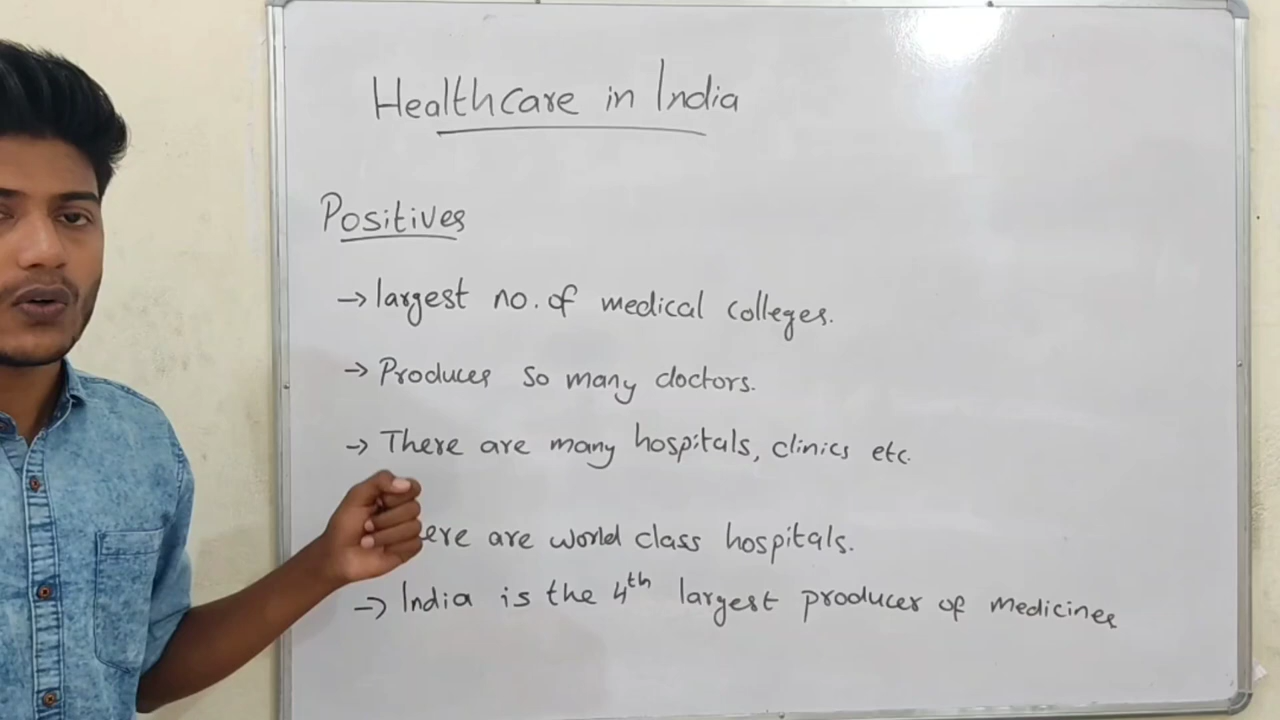 Healthcare in India
Positives
→ largest no. of medical colleges.
→ Produces so many doctors.
→ There are many hospitals, clinics etc.
are world class hospitals.
→ India is the 4th largest producer of medicines